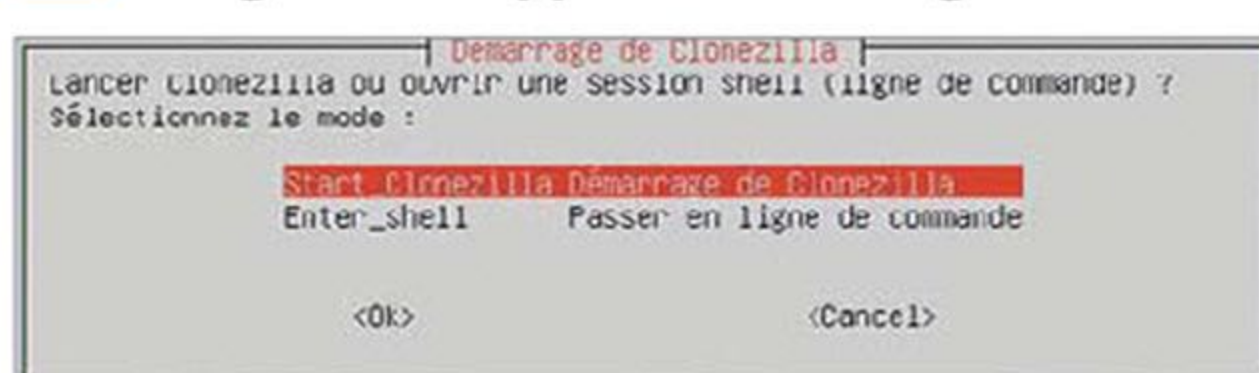 Démarrage de Clonezilla
Lancer Clonezilla ou ouvrir une session shell (ligne de commande) ?
Sélectionnez le mode :
Start_Clonezilla Démarrage de Clonezilla
Enter_shell Passer en ligne de commande
<Ok> <Cancel>